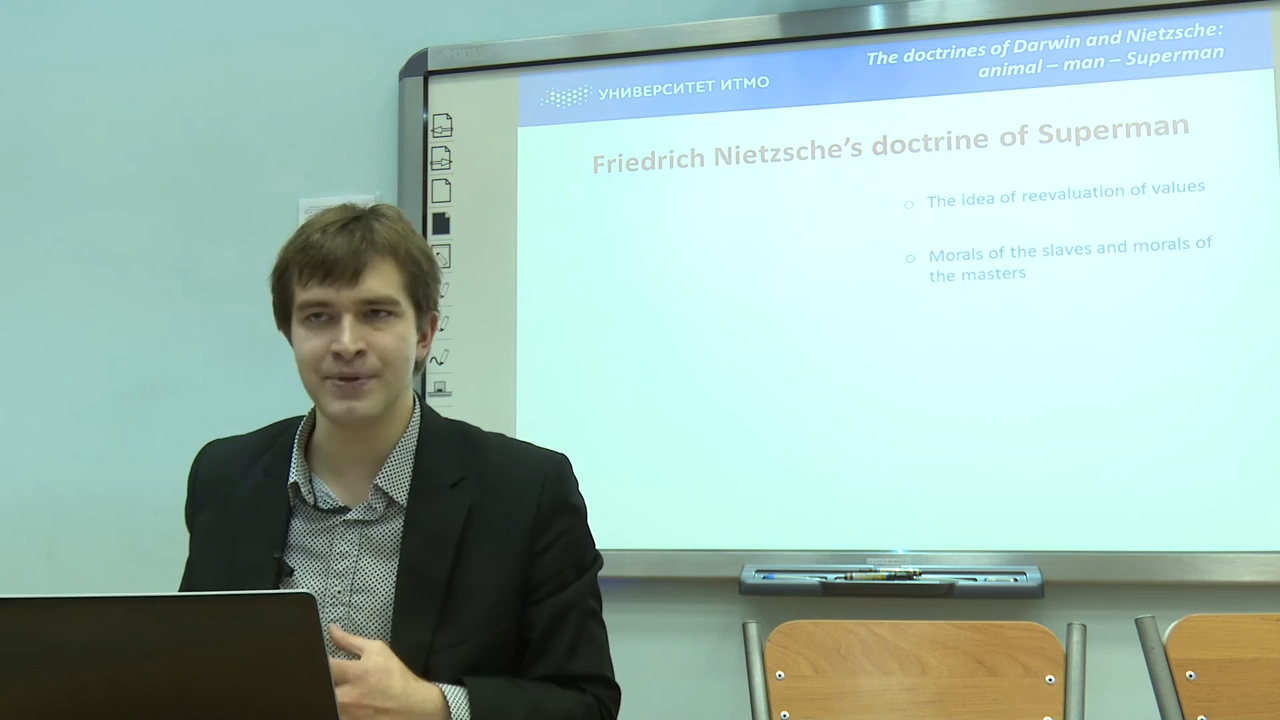 The doctrines of Darwin and Nietzsche:
animal – man – Superman
УНИВЕРСИТЕТ ИТМО
Friedrich Nietzsche's doctrine of Superman
The idea of reevaluation of values
Morals of the slaves and morals of
the masters